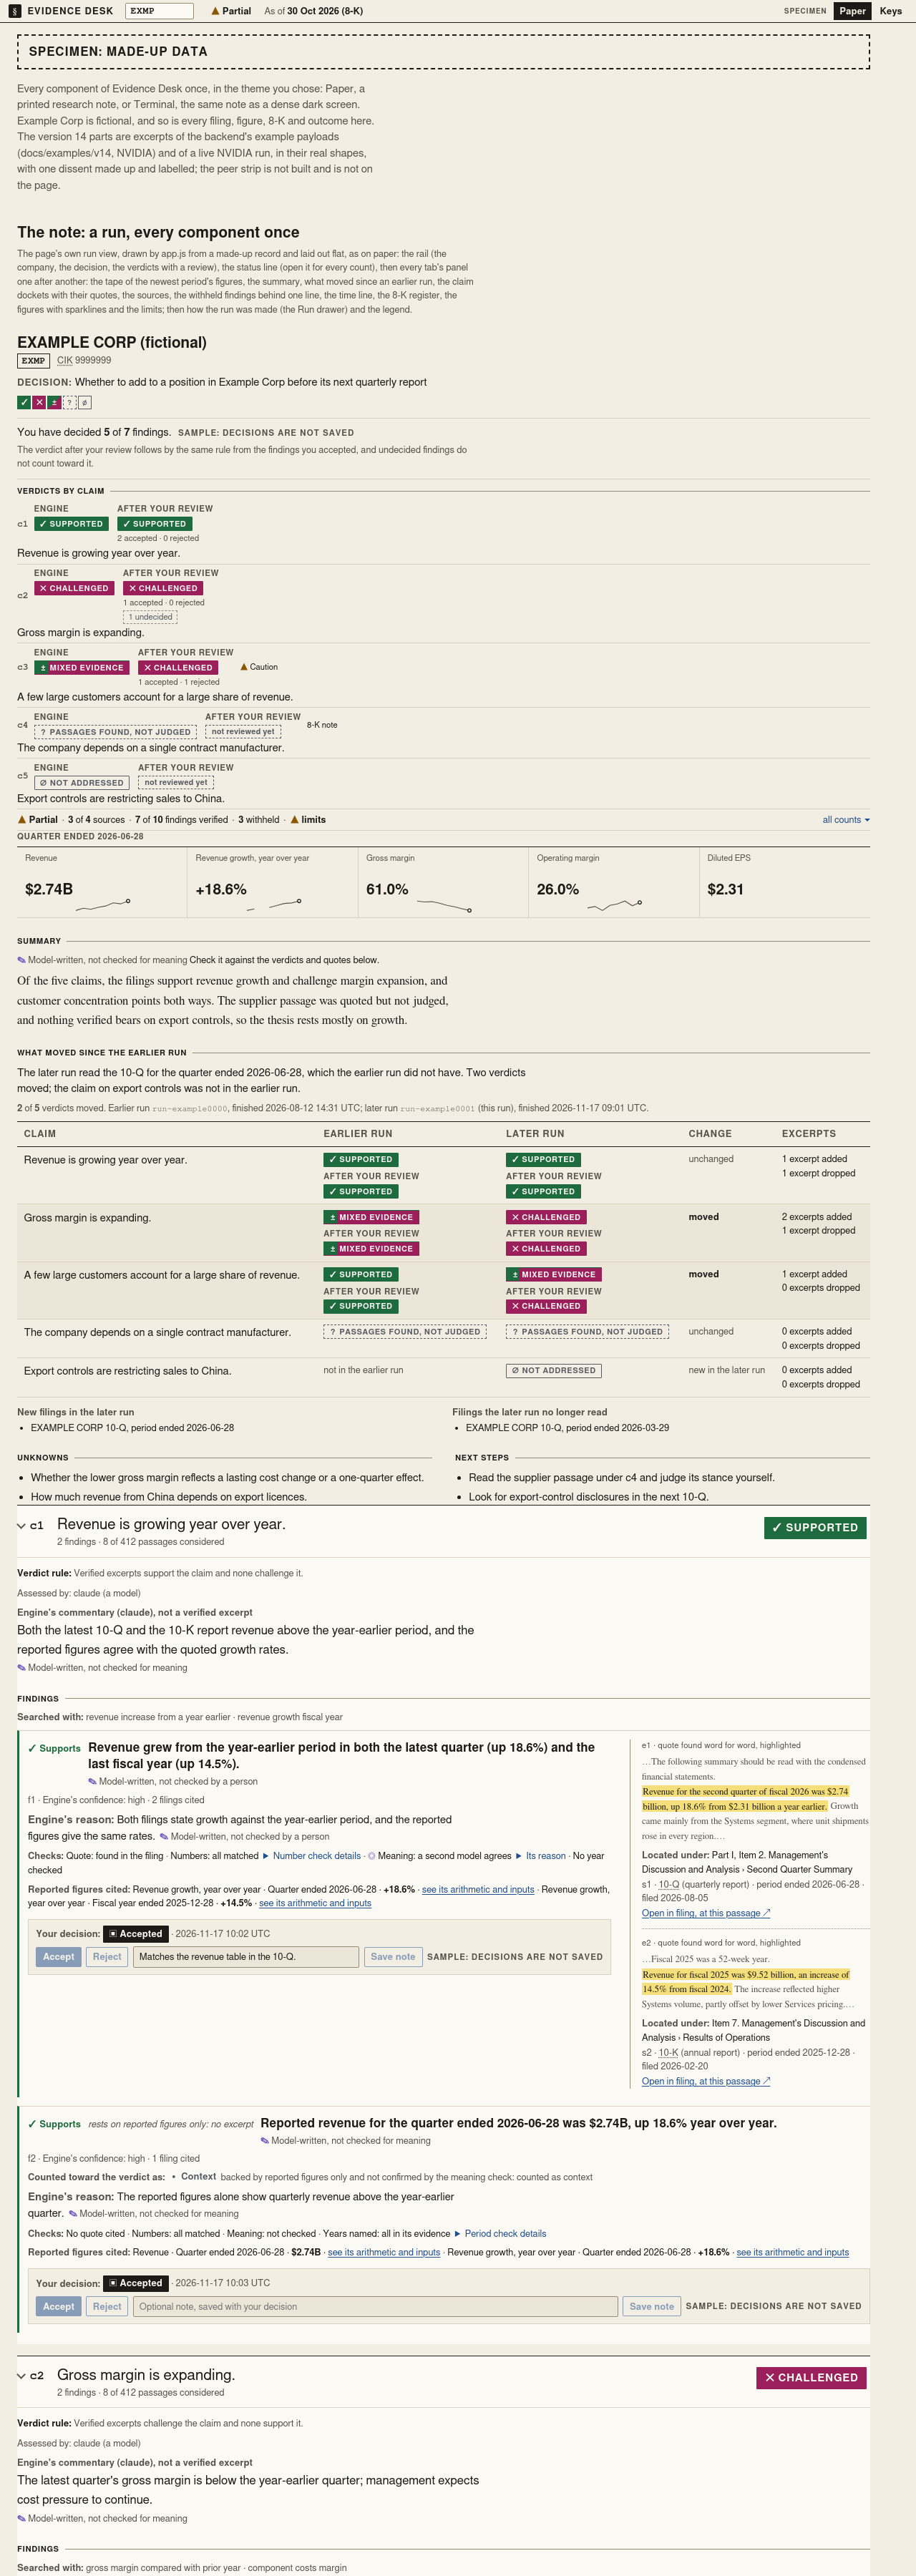 § EVIDENCE DESK EXMP ▲ Partial As of 30 Oct 2026 (8-K) SPECIMEN Paper Keys
SPECIMEN: MADE-UP DATA
Every component of Evidence Desk once, in the theme you chose: Paper, a
printed research note, or Terminal, the same note as a dense dark screen.
Example Corp is fictional, and so is every filing, figure, 8-K and outcome here.
The version 14 parts are excerpts of the backend's example payloads
(docs/examples/v14, NVIDIA) and of a live NVIDIA run, in their real shapes,
with one dissent made up and labelled; the peer strip is not built and is not on
the page.
The note: a run, every component once
The page's own run view, drawn by app.js from a made-up record and laid out flat, as on paper: the rail (the
company, the decision, the verdicts with a review), the status line (open it for every count), then every tab's panel
one after another: the tape of the newest period's figures, the summary, what moved since an earlier run, the claim
dockets with their quotes, the sources, the withheld findings behind one line, the time line, the 8-K register, the
figures with sparklines and the limits; then how the run was made (the Run drawer) and the legend.
EXAMPLE CORP (fictional)
EXMP CIK 9999999
DECISION: Whether to add to a position in Example Corp before its next quarterly report
✓ ✕ ± ? ∅
You have decided 5 of 7 findings. SAMPLE: DECISIONS ARE NOT SAVED
The verdict after your review follows by the same rule from the findings you accepted, and undecided findings do
not count toward it.
VERDICTS BY CLAIM
ENGINE AFTER YOUR REVIEW
c1 ✓ SUPPORTED ✓ SUPPORTED
2 accepted · 0 rejected
Revenue is growing year over year.
ENGINE AFTER YOUR REVIEW
c2 ✕ CHALLENGED ✕ CHALLENGED
1 accepted · 0 rejected
1 undecided
Gross margin is expanding.
ENGINE AFTER YOUR REVIEW
c3 ± MIXED EVIDENCE ✕ CHALLENGED ▲ Caution
1 accepted · 1 rejected
A few large customers account for a large share of revenue.
ENGINE AFTER YOUR REVIEW
c4 ? PASSAGES FOUND, NOT JUDGED not reviewed yet 8-K note
The company depends on a single contract manufacturer.
ENGINE AFTER YOUR REVIEW
c5 ∅ NOT ADDRESSED not reviewed yet
Export controls are restricting sales to China.
▲ Partial · 3 of 4 sources · 7 of 10 findings verified · 3 withheld · ▲ limits all counts
QUARTER ENDED 2026-06-28
Revenue Revenue growth, year over year Gross margin Operating margin Diluted EPS
$2.74B +18.6% 61.0% 26.0% $2.31
SUMMARY
✎ Model-written, not checked for meaning Check it against the verdicts and quotes below.
Of the five claims, the filings support revenue growth and challenge margin expansion, and
customer concentration points both ways. The supplier passage was quoted but not judged,
and nothing verified bears on export controls, so the thesis rests mostly on growth.
WHAT MOVED SINCE THE EARLIER RUN
The later run read the 10-Q for the quarter ended 2026-06-28, which the earlier run did not have. Two verdicts
moved; the claim on export controls was not in the earlier run.
2 of 5 verdicts moved. Earlier run run-example0000, finished 2026-08-12 14:31 UTC; later run run-example0001 (this run), finished 2026-11-17 09:01 UTC.
CLAIM EARLIER RUN LATER RUN CHANGE EXCERPTS
Revenue is growing year over year. ✓ SUPPORTED ✓ SUPPORTED unchanged 1 excerpt added
AFTER YOUR REVIEW AFTER YOUR REVIEW 1 excerpt dropped
✓ SUPPORTED ✓ SUPPORTED
Gross margin is expanding. ± MIXED EVIDENCE ✕ CHALLENGED moved 2 excerpts added
AFTER YOUR REVIEW AFTER YOUR REVIEW 1 excerpt dropped
± MIXED EVIDENCE ✕ CHALLENGED
A few large customers account for a large share of revenue. ✓ SUPPORTED ± MIXED EVIDENCE moved 1 excerpt added
AFTER YOUR REVIEW AFTER YOUR REVIEW 0 excerpts dropped
✓ SUPPORTED ✕ CHALLENGED
The company depends on a single contract manufacturer. ? PASSAGES FOUND, NOT JUDGED ? PASSAGES FOUND, NOT JUDGED unchanged 0 excerpts added
0 excerpts dropped
Export controls are restricting sales to China. not in the earlier run ∅ NOT ADDRESSED new in the later run 0 excerpts added
0 excerpts dropped
New filings in the later run Filings the later run no longer read
• EXAMPLE CORP 10-Q, period ended 2026-06-28 • EXAMPLE CORP 10-Q, period ended 2026-03-29
UNKNOWNS NEXT STEPS
• Whether the lower gross margin reflects a lasting cost change or a one-quarter effect. • Read the supplier passage under c4 and judge its stance yourself.
• How much revenue from China depends on export licences. • Look for export-control disclosures in the next 10-Q.
c1 Revenue is growing year over year. ✓ SUPPORTED
2 findings · 8 of 412 passages considered
Verdict rule: Verified excerpts support the claim and none challenge it.
Assessed by: claude (a model)
Engine's commentary (claude), not a verified excerpt
Both the latest 10-Q and the 10-K report revenue above the year-earlier period, and the
reported figures agree with the quoted growth rates.
✎ Model-written, not checked for meaning
FINDINGS
Searched with: revenue increase from a year earlier · revenue growth fiscal year
✓ Supports Revenue grew from the year-earlier period in both the latest quarter (up 18.6%) and the
last fiscal year (up 14.5%).
✎ Model-written, not checked by a person
f1 · Engine's confidence: high · 2 filings cited
Engine's reason: Both filings state growth against the year-earlier period, and the reported
figures give the same rates. ✎ Model-written, not checked by a person
Checks: Quote: found in the filing · Numbers: all matched ▶ Number check details · Meaning: a second model agrees ▶ Its reason · No year
checked
Reported figures cited: Revenue growth, year over year · Quarter ended 2026-06-28 · +18.6% · see its arithmetic and inputs · Revenue growth,
year over year · Fiscal year ended 2025-12-28 · +14.5% · see its arithmetic and inputs
Your decision: Accepted · 2026-11-17 10:02 UTC
Accept Reject Matches the revenue table in the 10-Q. Save note SAMPLE: DECISIONS ARE NOT SAVED
e1 · quote found word for word, highlighted
…The following summary should be read with the condensed
financial statements.
Revenue for the second quarter of fiscal 2026 was $2.74
billion, up 18.6% from $2.31 billion a year earlier. Growth
came mainly from the Systems segment, where unit shipments
rose in every region.…
Located under: Part I, Item 2. Management's
Discussion and Analysis › Second Quarter Summary
s1 · 10-Q (quarterly report) · period ended 2026-06-28 ·
filed 2026-08-05
Open in filing, at this passage ↗
e2 · quote found word for word, highlighted
…Fiscal 2025 was a 52-week year.
Revenue for fiscal 2025 was $9.52 billion, an increase of
14.5% from fiscal 2024. The increase reflected higher
Systems volume, partly offset by lower Services pricing.…
Located under: Item 7. Management's Discussion and
Analysis › Results of Operations
s2 · 10-K (annual report) · period ended 2025-12-28 ·
filed 2026-02-20
Open in filing, at this passage ↗
✓ Supports rests on reported figures only: no excerpt Reported revenue for the quarter ended 2026-06-28 was $2.74B, up 18.6% year over year.
✎ Model-written, not checked for meaning
f2 · Engine's confidence: high · 1 filing cited
Counted toward the verdict as: • Context backed by reported figures only and not confirmed by the meaning check: counted as context
Engine's reason: The reported figures alone show quarterly revenue above the year-earlier
quarter. ✎ Model-written, not checked for meaning
Checks: No quote cited · Numbers: all matched · Meaning: not checked · Years named: all in its evidence ▶ Period check details
Reported figures cited: Revenue · Quarter ended 2026-06-28 · $2.74B · see its arithmetic and inputs · Revenue growth, year over year · Quarter ended 2026-06-28 · +18.6% · see its arithmetic and inputs
Your decision: Accepted · 2026-11-17 10:03 UTC
Accept Reject Optional note, saved with your decision Save note SAMPLE: DECISIONS ARE NOT SAVED
c2 Gross margin is expanding. ✕ CHALLENGED
2 findings · 8 of 412 passages considered
Verdict rule: Verified excerpts challenge the claim and none support it.
Assessed by: claude (a model)
Engine's commentary (claude), not a verified excerpt
The latest quarter's gross margin is below the year-earlier quarter; management expects
cost pressure to continue.
✎ Model-written, not checked for meaning
FINDINGS
Searched with: gross margin compared with prior year · component costs margin